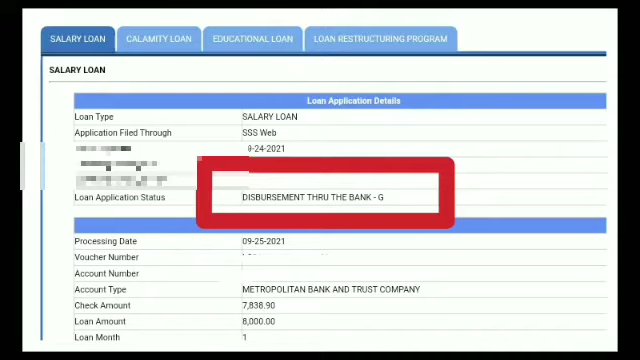 SALARY LOAN CALAMITY LOAN EDUCATIONAL LOAN LOAN RESTRUCTURING PROGRAM
SALARY LOAN
Loan Application Details
Loan Type SALARY LOAN
Application Filed Through SSS Web
9-24-2021
Loan Application Status DISBURSEMENT THRU THE BANK - G
Processing Date 09-25-2021
Voucher Number
Account Number
Account Type METROPOLITAN BANK AND TRUST COMPANY
Check Amount 7,838.90
Loan Amount 8,000.00
Loan Month 1